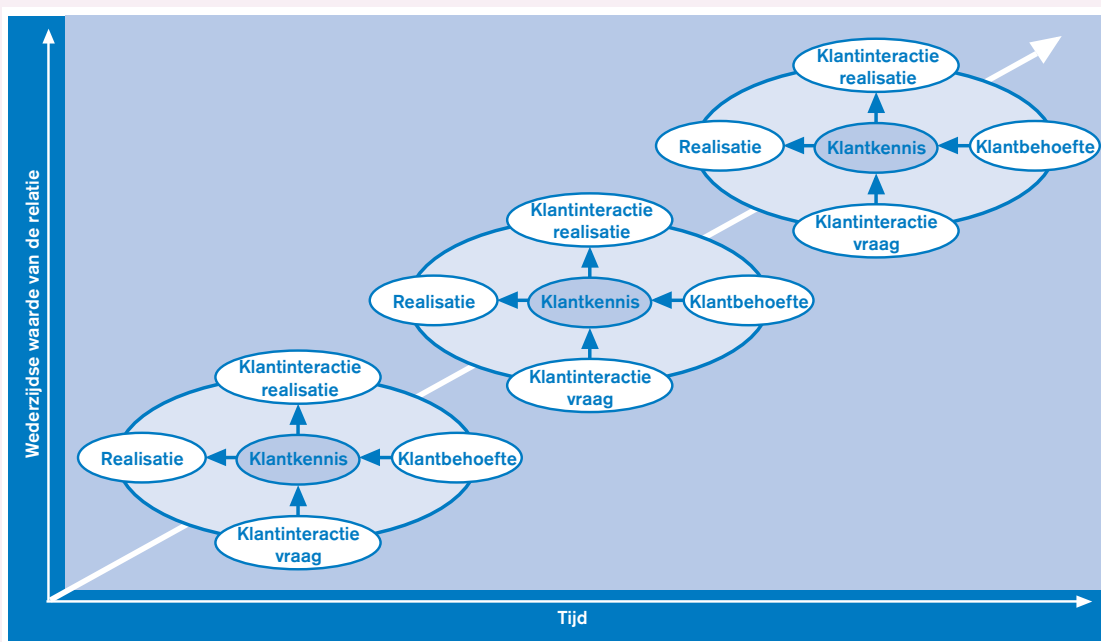 Wederzijdse waarde van de relatie
Klantinteractie
realisatie
Realisatie
Klantkennis
Klantbehoefte
Klantinteractie
vraag
Klantinteractie
realisatie
Realisatie
Klantkennis
Klantbehoefte
Klantinteractie
vraag
Klantinteractie
realisatie
Realisatie
Klantkennis
Klantbehoefte
Klantinteractie
vraag
Tijd